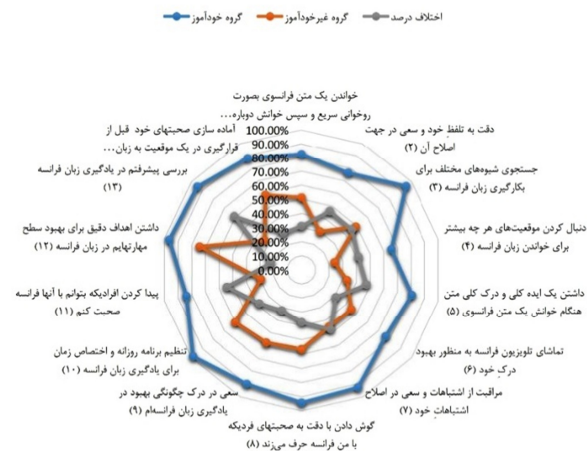 گروه خودآموز
گروه غیرخودآموز
اختلاف درصد
خواندن یک متن فرانسوی بصورت
روخوانی سریع و سپس خوانش دوباره...
دقت به تلفظ خود و سعی در جهت
اصلاح آن (۲)
جستجوی شیوه‌های مختلف برای
بکارگیری زبان فرانسه (۳)
دنبال کردن موقعیت‌های هر چه بیشتر
برای خواندن زبان فرانسه (۴)
داشتن یک ایده کلی و درک کلی متن
هنگام خوانش یک متن فرانسوی (۵)
تماشای تلویزیون فرانسه به منظور بهبود
درک خود (۶)
مراقبت از اشتباهات و سعی در اصلاح
اشتباهات خود (۷)
گوش دادن با دقت به صحبتهای فردیکه
با من فرانسه حرف می‌زند (۸)
سعی در درک چگونگی بهبود در
یادگیری زبان فرانسه‌ام (۹)
تنظیم برنامه روزانه و اختصاص زمان
برای یادگیری زبان فرانسه (۱۰)
پیدا کردن افرادیکه بتوانم با آنها فرانسه
صحبت کنم (۱۱)
داشتن اهداف دقیق برای بهبود سطح
مهارتهایم در زبان فرانسه (۱۲)
بررسی پیشرفتم در یادگیری زبان فرانسه
(۱۳)
آماده سازی صحبتهای خود قبل از
قرارگیری در یک موقعیت به زبان...
100.00%
90.00%
80.00%
70.00%
60.00%
50.00%
40.00%
30.00%
20.00%
10.00%
0.00%